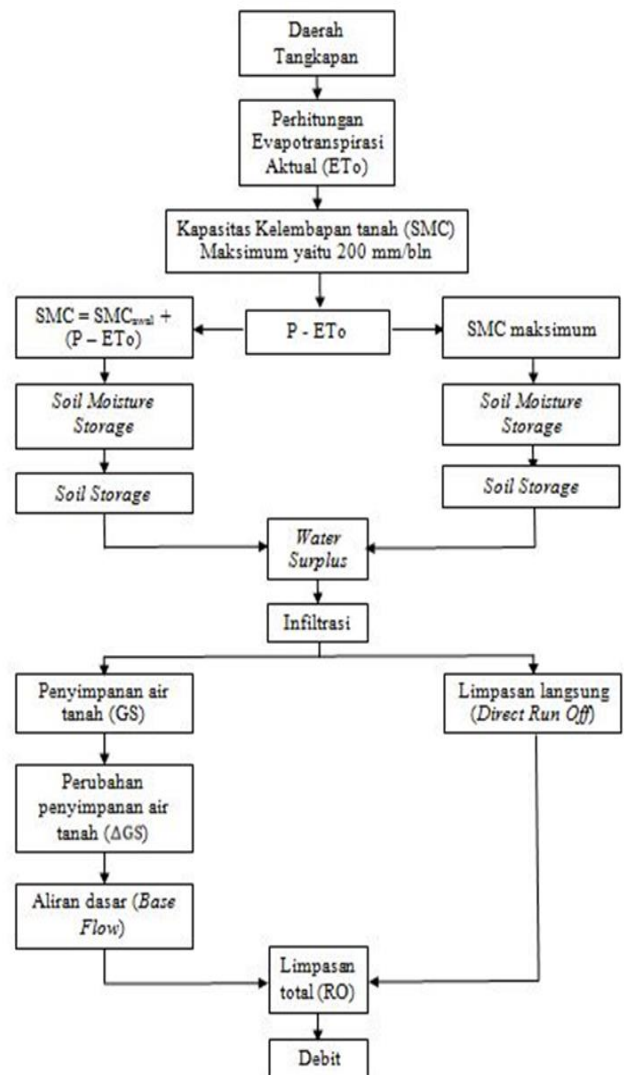 Daerah
Tangkapan
Perhitungan
Evapotranspirasi
Aktual (ETo)
Kapasitas Kelembapan tanah (SMC)
Maksimum yaitu 200 mm/bln
SMC = SMCawal +
(P – ETo)
P - ETo
SMC maksimum
Soil Moisture
Storage
Soil Moisture
Storage
Soil Storage
Soil Storage
Water
Surplus
Infiltrasi
Penyimpanan air
tanah (GS)
Limpasan langsung
(Direct Run Off)
Perubahan
penyimpanan air
tanah (ΔGS)
Aliran dasar (Base
Flow)
Limpasan
total (RO)
Debit